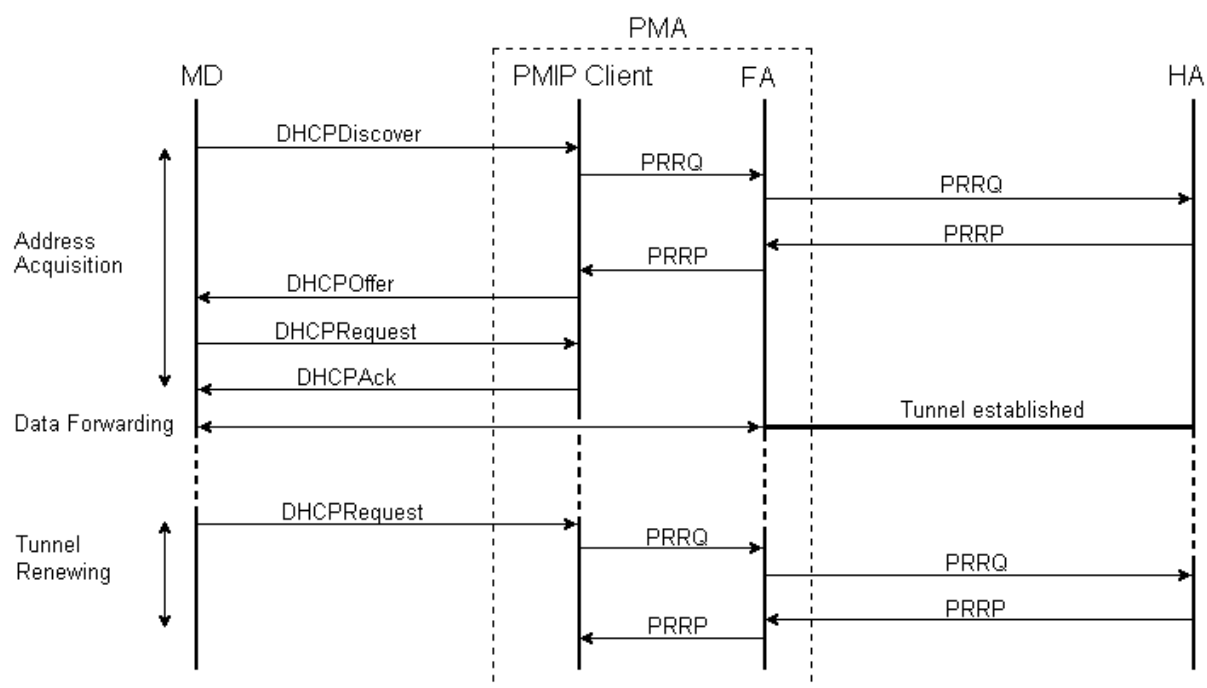 PMA
MD
PMIP Client
FA
HA
DHCPDiscover
PRRQ
PRRQ
PRRP
Address
Acquisition
PRRP
DHCPOffer
DHCPRequest
DHCPAck
Data Forwarding
Tunnel established
DHCPRequest
PRRQ
Tunnel
Renewing
PRRQ
PRRP
PRRP